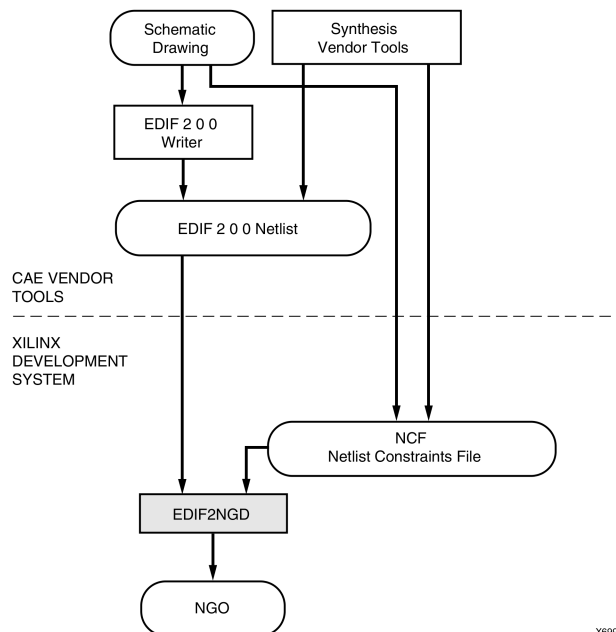 Schematic
Drawing
Synthesis
Vendor Tools
EDIF 2 0 0
Writer
EDIF 2 0 0 Netlist
CAE VENDOR
TOOLS
XILINX
DEVELOPMENT
SYSTEM
NCF
Netlist Constraints File
EDIF2NGD
NGO